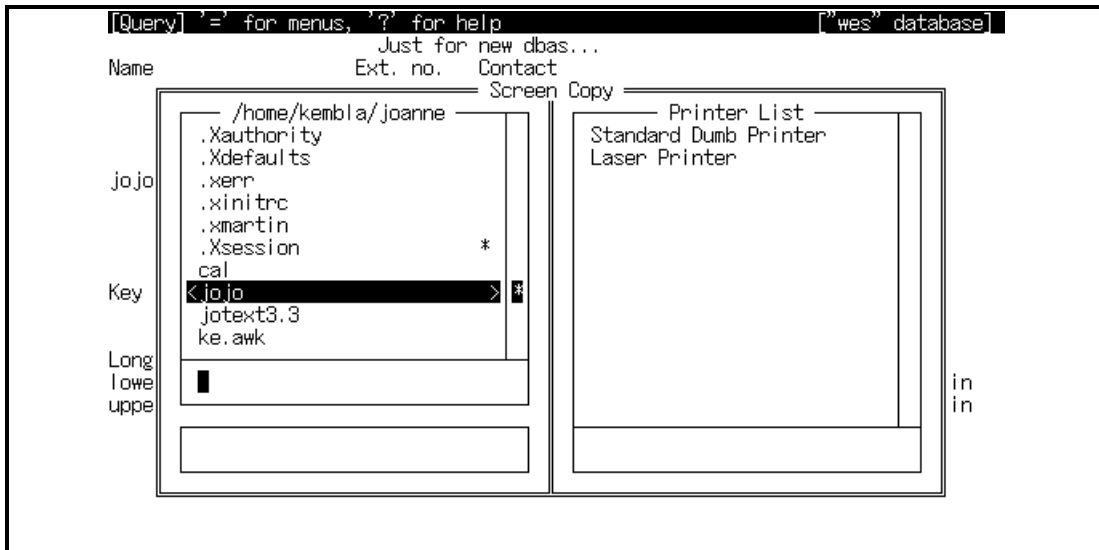 [Query] '=' for menus, '?' for help ["wes" database]
Just for new dbas...
Name Ext. no. Contact
Screen Copy
/home/kembla/joanne
.Xauthority
.Xdefaults
.xerr
.xinitrc
.xmartin
.Xsession *
cal
<jojo > *
jotext3.3
ke.awk
Printer List
Standard Dumb Printer
Laser Printer
jojo
Key
Long
lowe in
uppe in